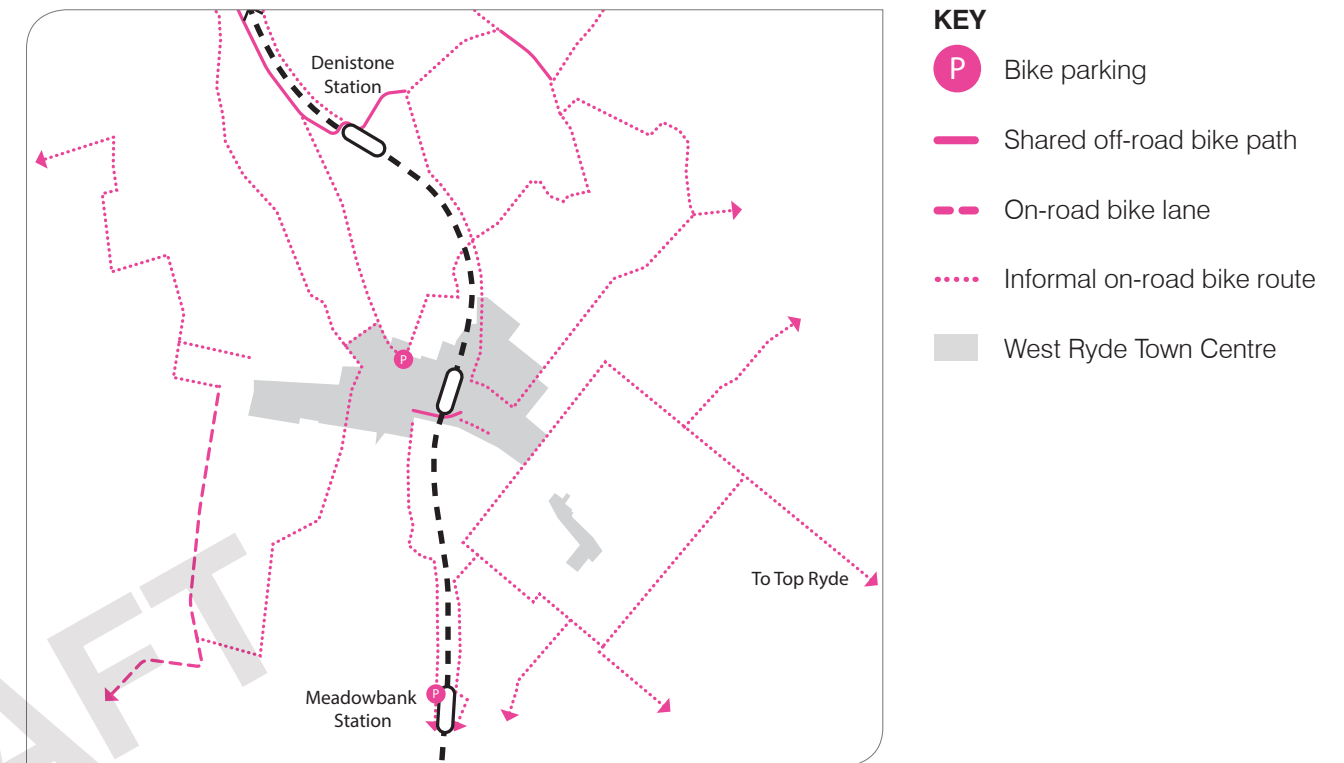 KEY
P
Bike parking
Shared off-road bike path
On-road bike lane
Informal on-road bike route
West Ryde Town Centre
Denistone
Station
P
To Top Ryde
Meadowbank
Station
P
AFT